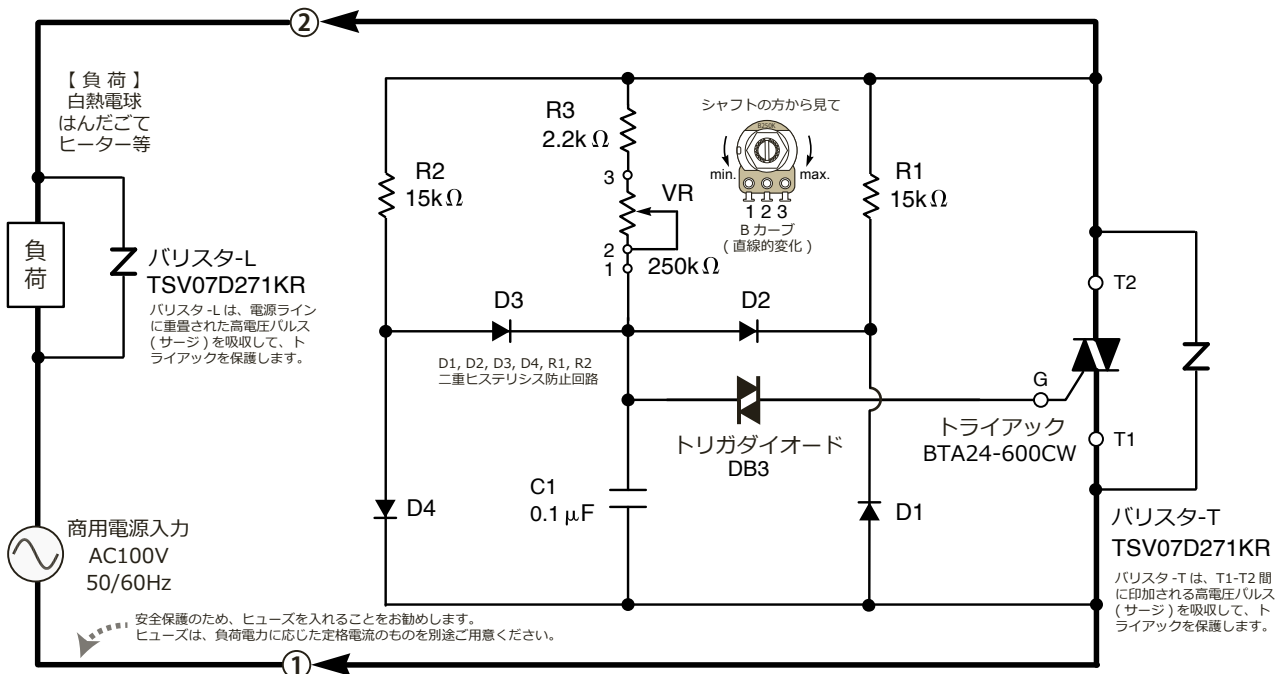 ②
【 負 荷 】
白熱電球
はんだごて
ヒーター等
R3
2.2kΩ
シャフトの方から見て
B250K
min.
max.
1 2 3
B カーブ
( 直線的変化 )
R2
15kΩ
3
VR
2
1
250kΩ
R1
15kΩ
負
荷
バリスタ-L
TSV07D271KR
バリスタ -L は、電源ライン
に重畳された高電圧パルス
( サージ ) を吸収して、ト
ライアックを保護します。
D3
D2
T2
D1, D2, D3, D4, R1, R2
二重ヒステリシス防止回路
G
トリガダイオード
DB3
トライアック
BTA24-600CW
T1
C1
0.1 μF
D4
D1
商用電源入力
AC100V
50/60Hz
バリスタ-T
TSV07D271KR
バリスタ -T は、T1-T2 間
に印加される高電圧パルス
( サージ ) を吸収して、ト
ライアックを保護します。
安全保護のため、ヒューズを入れることをお勧めします。
ヒューズは、負荷電力に応じた定格電流のものを別途ご用意ください。
①